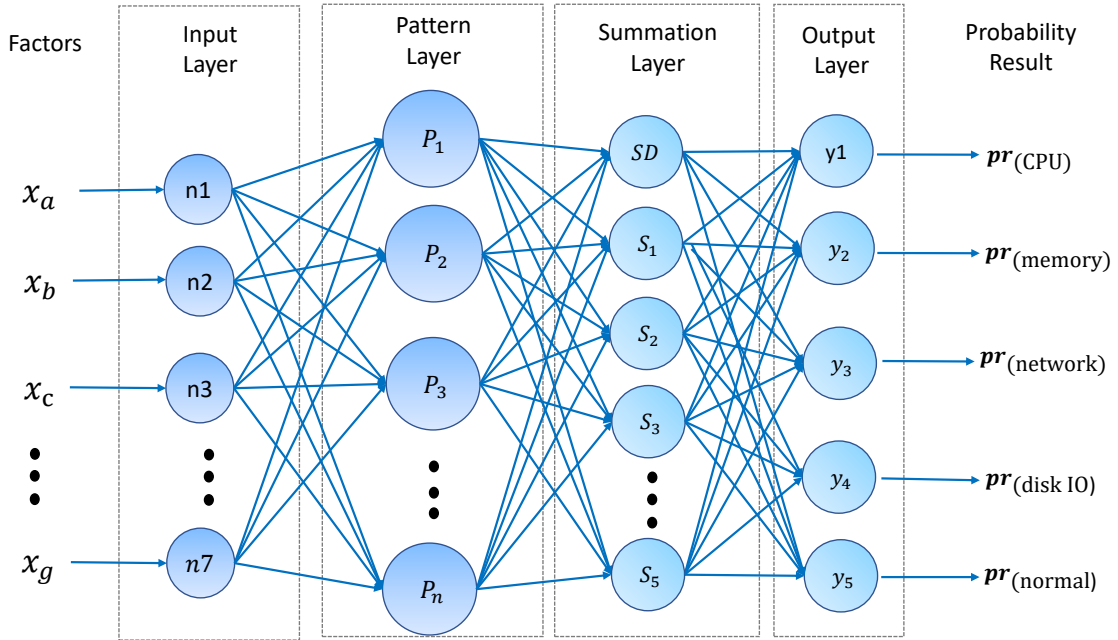 Factors
Input
Layer
Pattern
Layer
Summation
Layer
Output
Layer
Probability
Result
x_a
n1
P_1
SD
y1
pr_(CPU)
x_b
n2
P_2
S_1
y_2
pr_(memory)
x_c
n3
P_3
S_2
y_3
pr_(network)
S_3
y_4
pr_(disk IO)
x_g
n7
P_n
S_5
y_5
pr_(normal)